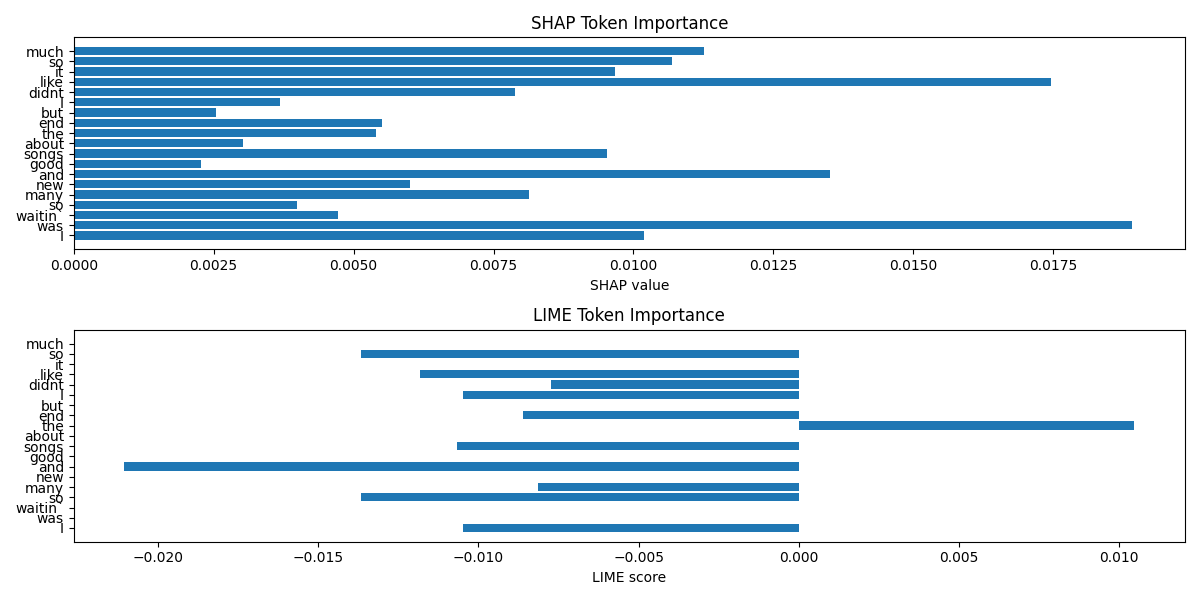 SHAP Token Importance
much
so
it
like
didnt
I
but
end
the
about
songs
good
and
new
many
so
waitin`
was
I
0.0000 0.0025 0.0050 0.0075 0.0100 0.0125 0.0150 0.0175
SHAP value
LIME Token Importance
much
so
it
like
didnt
I
but
end
the
about
songs
good
and
new
many
so
waitin`
was
I
−0.020 −0.015 −0.010 −0.005 0.000 0.005 0.010
LIME score